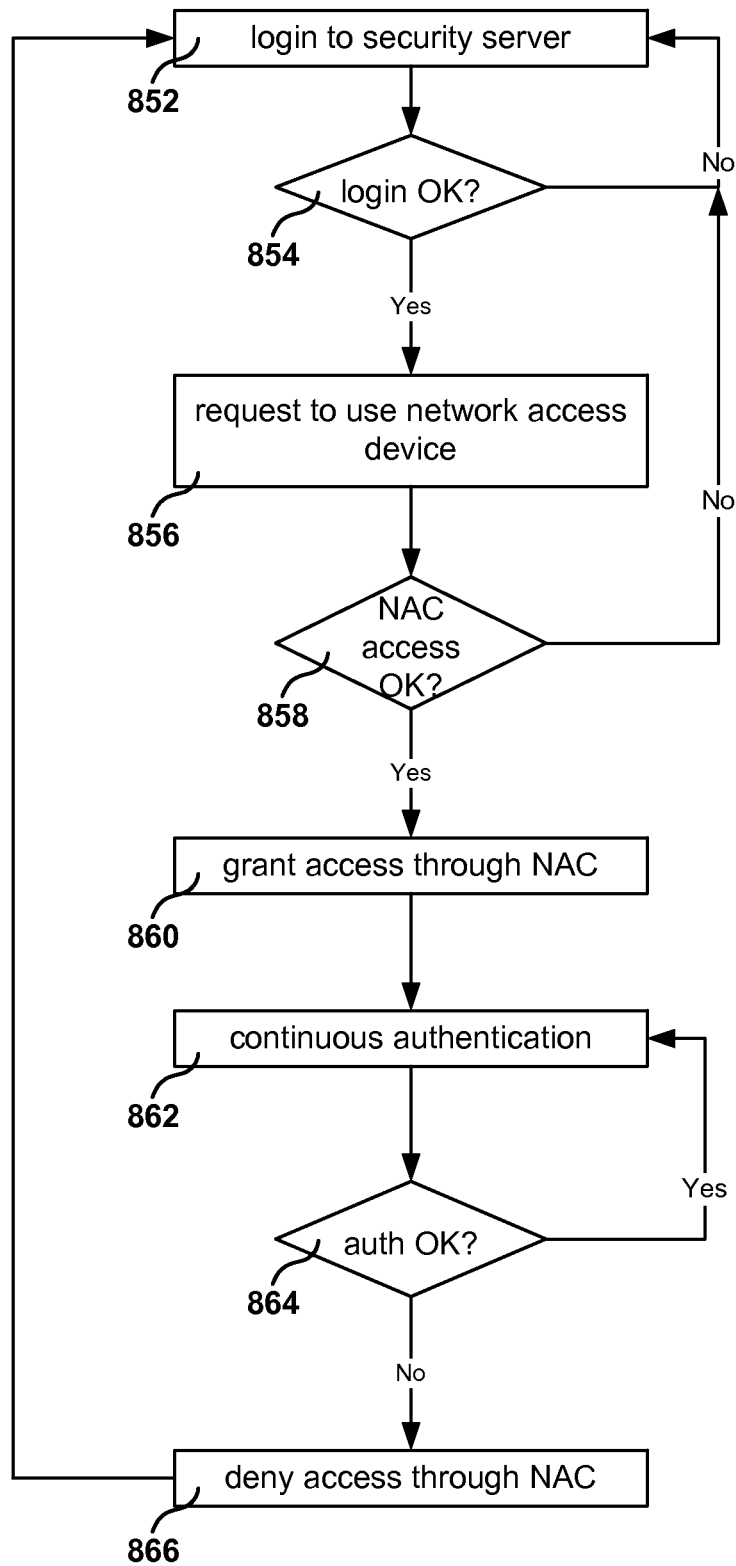 login to security server
852
No
login OK?
854
Yes
request to use network access
device
No
856
NAC
access
OK?
858
Yes
grant access through NAC
860
continuous authentication
862
Yes
auth OK?
864
No
deny access through NAC
866